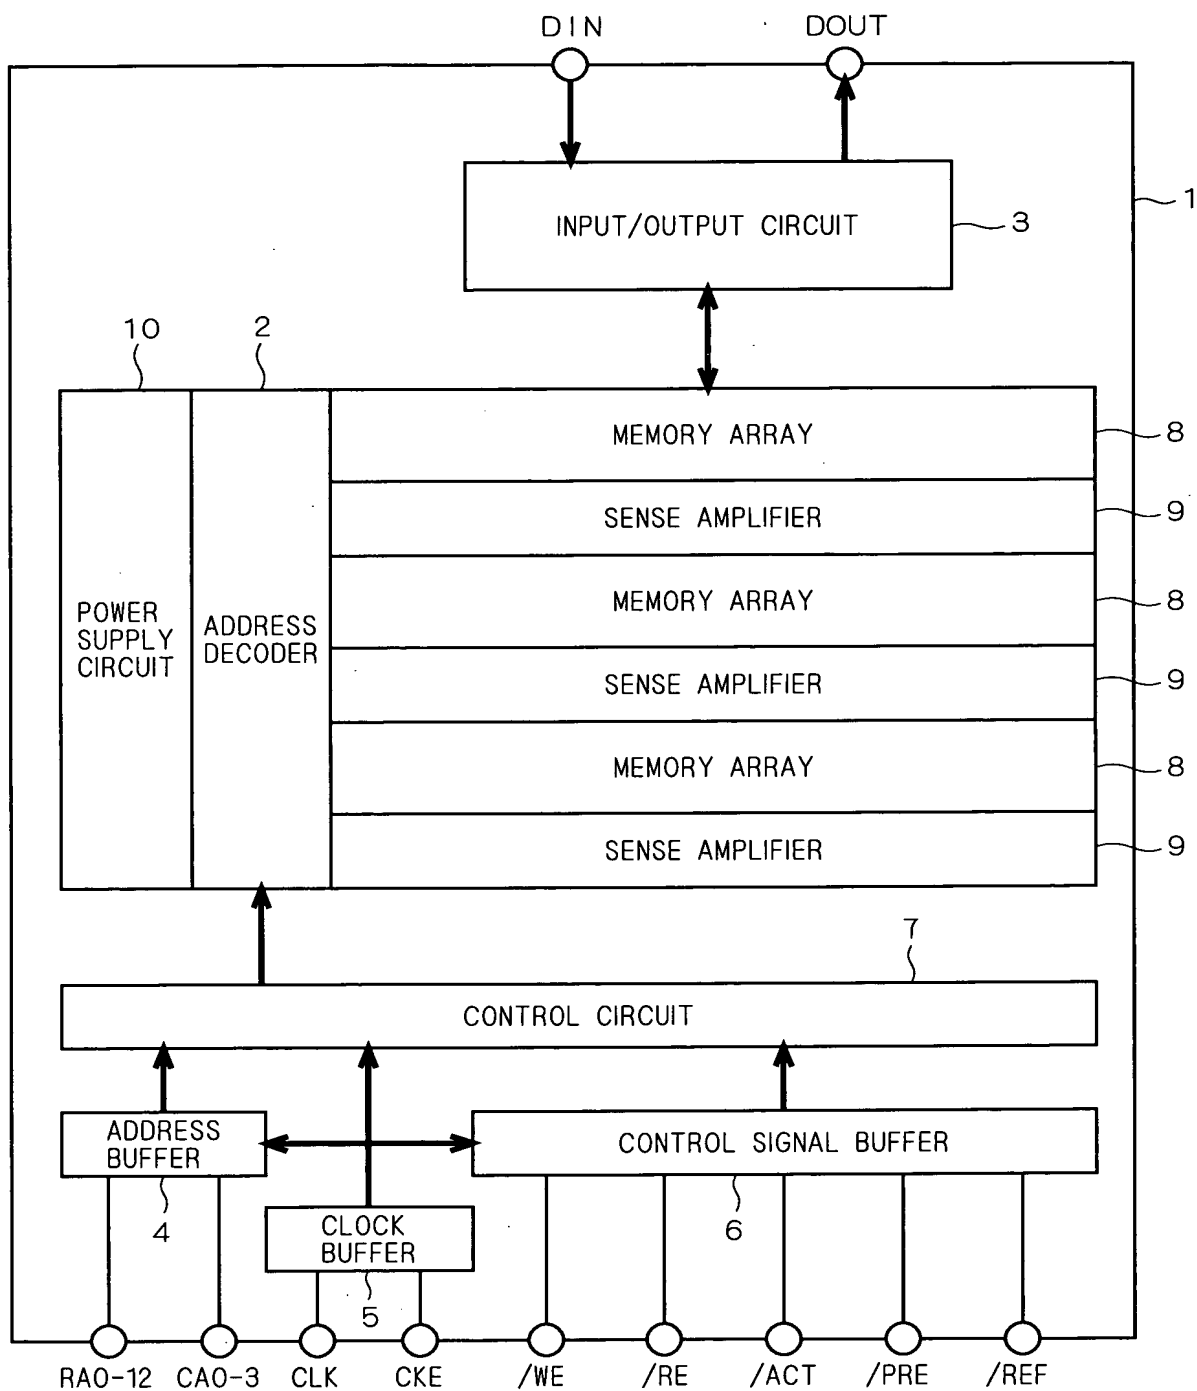 DIN
DOUT
1
INPUT/OUTPUT CIRCUIT
3
10
2
MEMORY ARRAY
8
SENSE AMPLIFIER
9
MEMORY ARRAY
8
POWER
SUPPLY
CIRCUIT
ADDRESS
DECODER
SENSE AMPLIFIER
9
MEMORY ARRAY
8
SENSE AMPLIFIER
9
7
CONTROL CIRCUIT
ADDRESS
BUFFER
CONTROL SIGNAL BUFFER
4
6
CLOCK
BUFFER
5
RA0-12
CA0-3
CLK
CKE
/WE
/RE
/ACT
/PRE
/REF